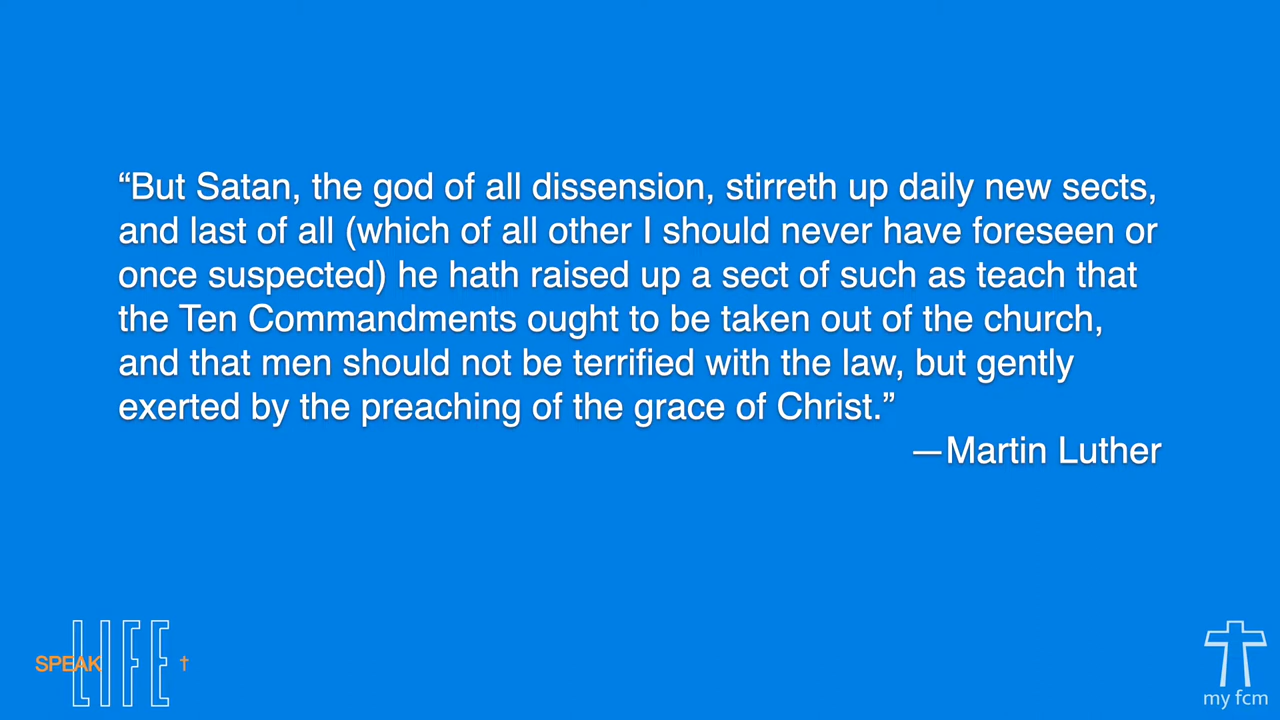 “But Satan, the god of all dissension, stirreth up daily new sects,
and last of all (which of all other I should never have foreseen or
once suspected) he hath raised up a sect of such as teach that
the Ten Commandments ought to be taken out of the church,
and that men should not be terrified with the law, but gently
exerted by the preaching of the grace of Christ.”
—Martin Luther
SPEAK LIFE †
my fcm